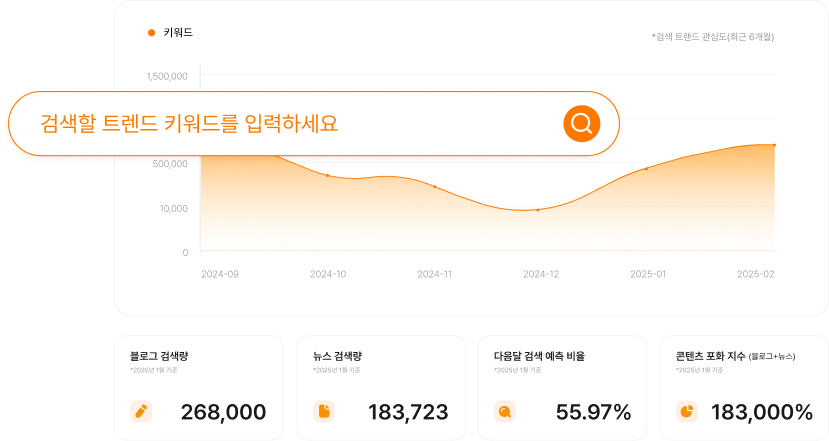 키워드
*검색 트랜드 관심도(최근 6개월)
1,500,000
검색할 트렌드 키워드를 입력하세요
500,000
10,000
0
2024-09 2024-10 2024-11 2024-12 2025-01 2025-02
블로그 검색량
*2025년 1월 기준
268,000
뉴스 검색량
*2025년 1월 기준
183,723
다음달 검색 예측 비율
*2025년 1월 기준
55.97%
콘텐츠 포화 지수 (블로그+뉴스)
*2025년 1월 기준
183,000%